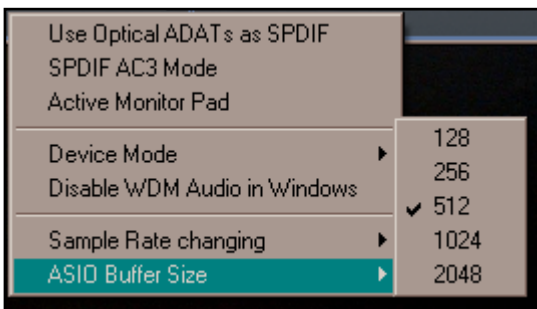 Use Optical ADATs as SPDIF
SPDIF AC3 Mode
Active Monitor Pad
Device Mode
Disable WDM Audio in Windows
Sample Rate changing
ASIO Buffer Size
128
256
512
1024
2048